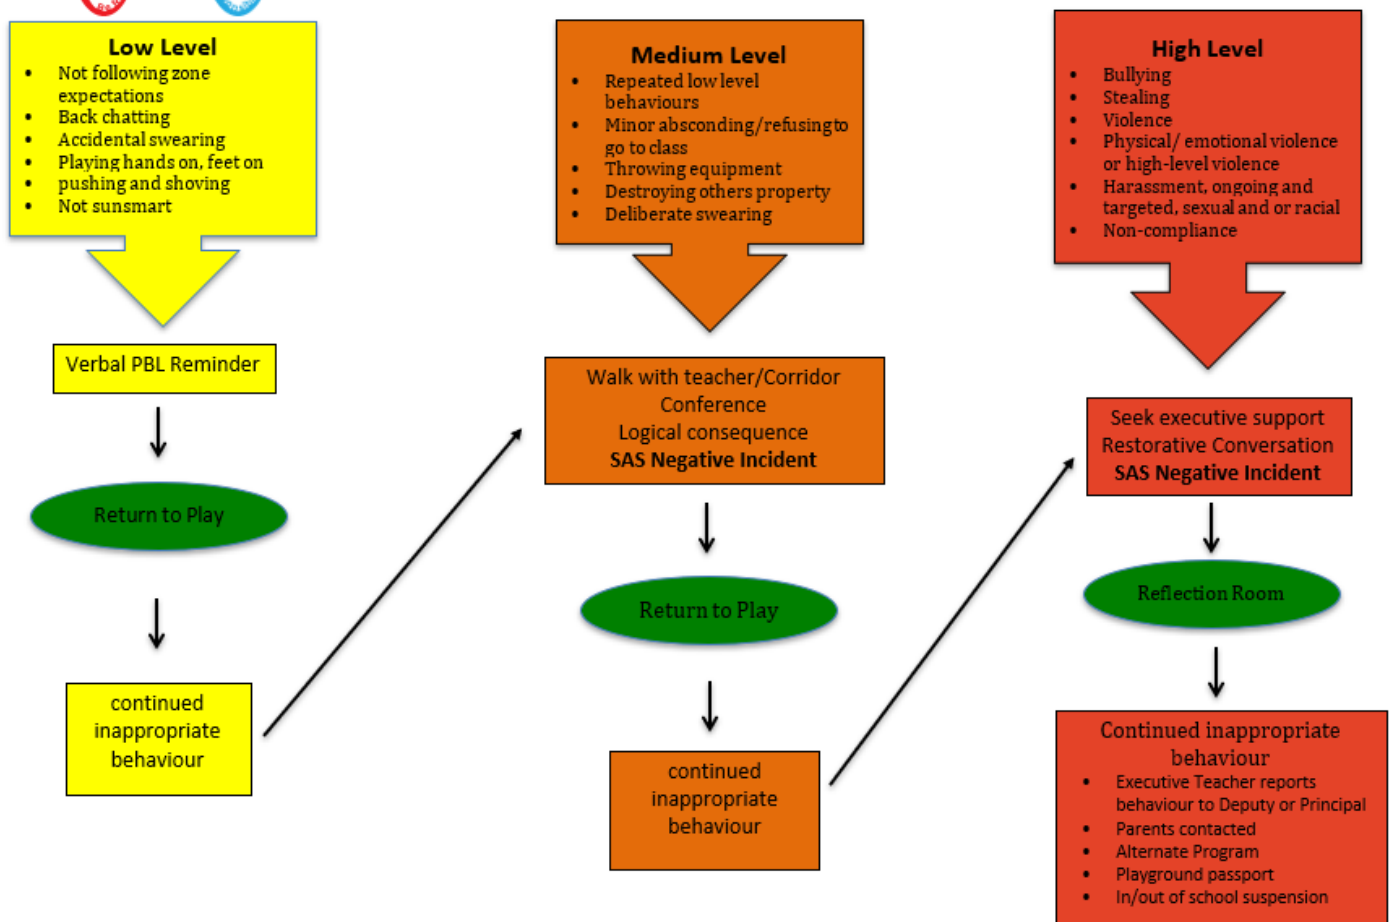 Low Level
• Not following zone
expectations
• Back chatting
• Accidental swearing
• Playing hands on, feet on
• pushing and shoving
• Not sunsmart
Verbal PBL Reminder
Return to Play
continued
inappropriate
behaviour
Medium Level
• Repeated low level
behaviours
• Minor absconding/refusing to
go to class
• Throwing equipment
• Destroying others property
• Deliberate swearing
Walk with teacher/Corridor
Conference
Logical consequence
SAS Negative Incident
Return to Play
continued
inappropriate
behaviour
High Level
• Bullying
• Stealing
• Violence
• Physical/ emotional violence
or high-level violence
• Harassment, ongoing and
targeted, sexual and or racial
• Non-compliance
Seek executive support
Restorative Conversation
SAS Negative Incident
Reflection Room
Continued inappropriate
behaviour
• Executive Teacher reports
behaviour to Deputy or Principal
• Parents contacted
• Alternate Program
• Playground passport
• In/out of school suspension